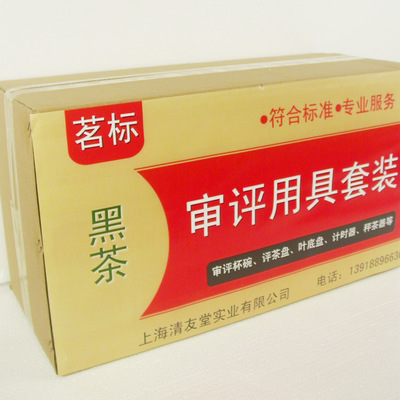 茗标
•符合标准•专业服务
黑茶
审评用具套装
审评杯碗、评茶盘、叶底盘、计时器、秤茶器等
电话：1391889663
上海清友堂实业有限公司